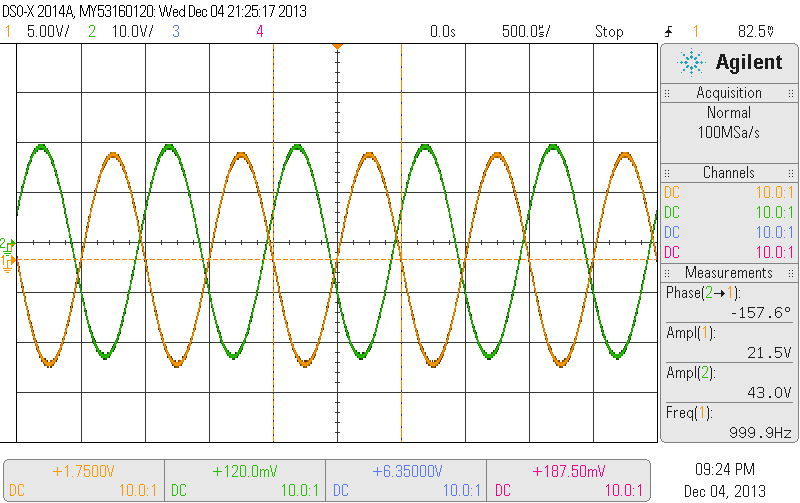 DSO-X 2014A, MY53160120: Wed Dec 04 21:25:17 2013
1 5.00V/ 2 10.0V/ 3 4 0.0s 500.0µs/ Stop 1 82.5mV
Agilent
Acquisition
Normal
100MSa/s
Channels
DC 10.0:1
DC 10.0:1
DC 10.0:1
DC 10.0:1
Measurements
Phase(2→1):
-157.6°
Ampl(1):
21.5V
Ampl(2):
43.0V
Freq(1):
999.9Hz
2
1
+1.7500V +120.0mV +6.35000V +187.50mV
DC 10.0:1 DC 10.0:1 DC 10.0:1 DC 10.0:1
09:24 PM
Dec 04, 2013